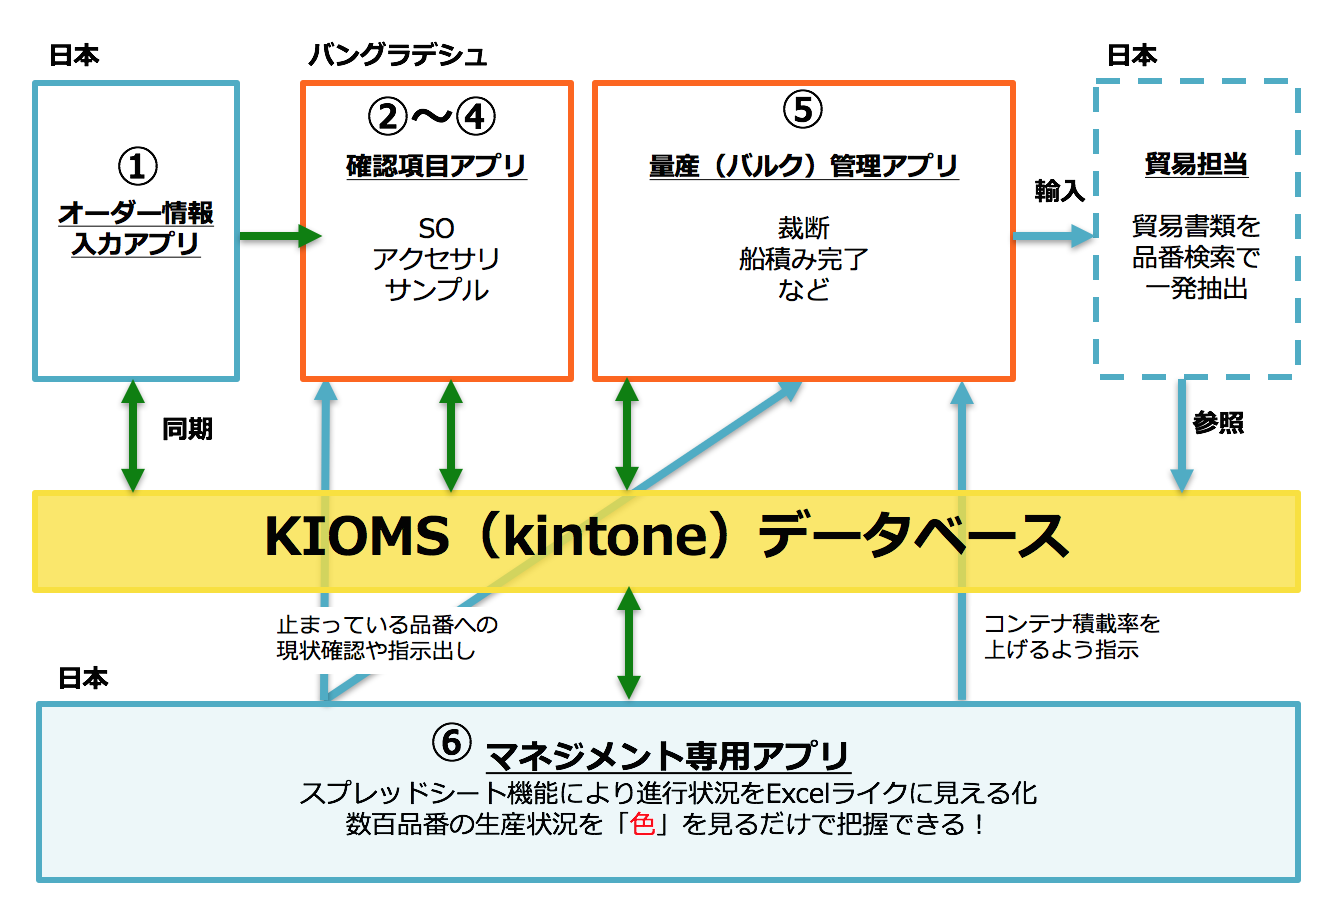 日本
①
オーダー情報
入力アプリ
バングラデシュ
②〜④
確認項目アプリ
SO
アクセサリ
サンプル
⑤
量産（バルク）管理アプリ
裁断
船積み完了
など
輸入
日本
貿易担当
貿易書類を
品番検索で
一発抽出
同期
参照
KIOMS（kintone）データベース
止まっている品番への
現状確認や指示出し
コンテナ積載率を
上げるよう指示
日本
⑥ マネジメント専用アプリ
スプレッドシート機能により進行状況をExcelライクに見える化
数百品番の生産状況を「色」を見るだけで把握できる！